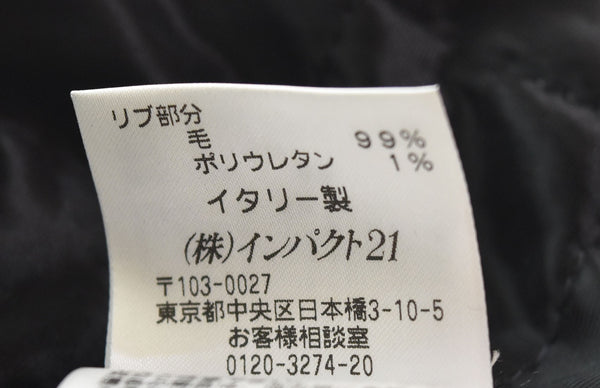 リブ部分
毛 99%
ポリウレタン 1%
イタリー製
(株)インパクト21
〒103-0027
東京都中央区日本橋3-10-5
お客様相談室
0120-3274-20